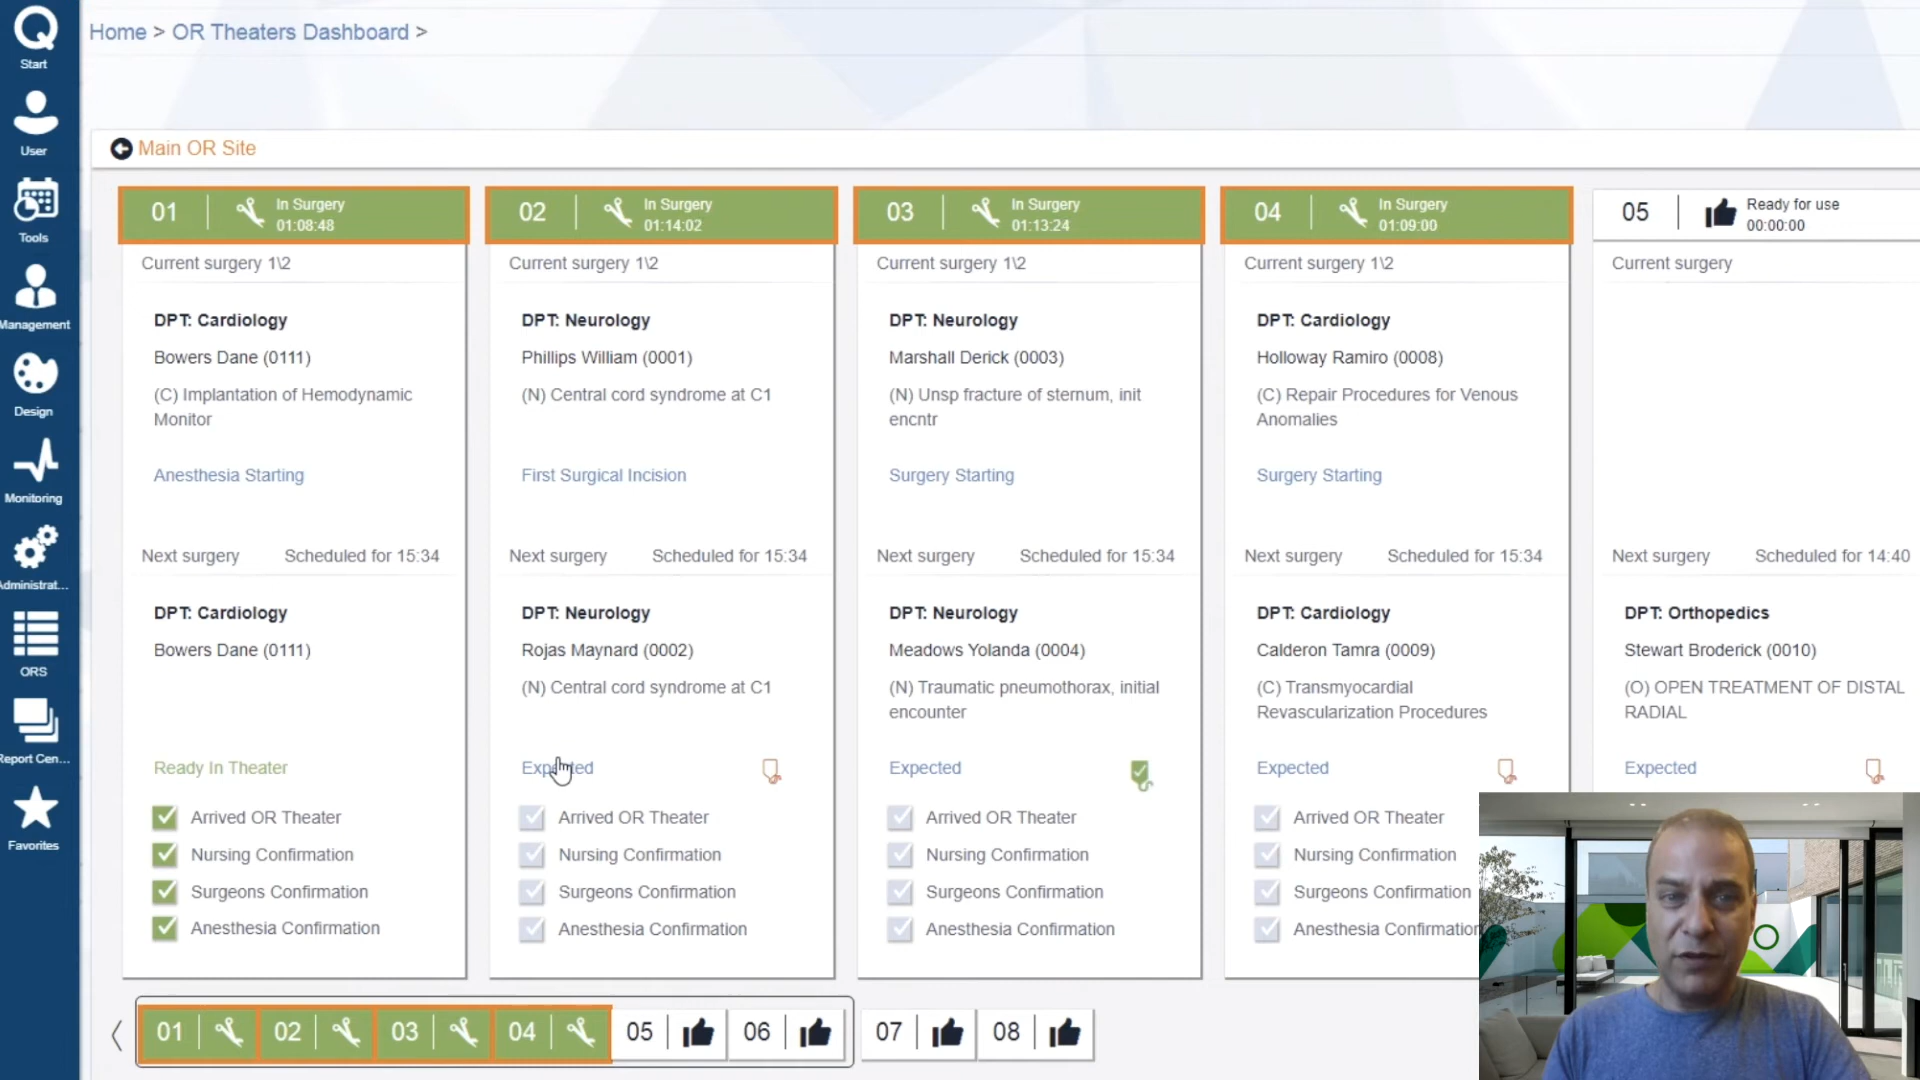 Home > OR Theaters Dashboard >
Start
User
Tools
Management
Design
Monitoring
Administrat...
ORS
Report Cen...
Favorites
Main OR Site
01 In Surgery
01:08:48
Current surgery 1\2
DPT: Cardiology
Bowers Dane (0111)
(C) Implantation of Hemodynamic
Monitor
Anesthesia Starting
Next surgery Scheduled for 15:34
DPT: Cardiology
Bowers Dane (0111)
Ready In Theater
Arrived OR Theater
Nursing Confirmation
Surgeons Confirmation
Anesthesia Confirmation
02 In Surgery
01:14:02
Current surgery 1\2
DPT: Neurology
Phillips William (0001)
(N) Central cord syndrome at C1
First Surgical Incision
Next surgery Scheduled for 15:34
DPT: Neurology
Rojas Maynard (0002)
(N) Central cord syndrome at C1
Expected
Arrived OR Theater
Nursing Confirmation
Surgeons Confirmation
Anesthesia Confirmation
03 In Surgery
01:13:24
Current surgery 1\2
DPT: Neurology
Marshall Derick (0003)
(N) Unsp fracture of sternum, init
encntr
Surgery Starting
Next surgery Scheduled for 15:34
DPT: Neurology
Meadows Yolanda (0004)
(N) Traumatic pneumothorax, initial
encounter
Expected
Arrived OR Theater
Nursing Confirmation
Surgeons Confirmation
Anesthesia Confirmation
04 In Surgery
01:09:00
Current surgery 1\2
DPT: Cardiology
Holloway Ramiro (0008)
(C) Repair Procedures for Venous
Anomalies
Surgery Starting
Next surgery Scheduled for 15:34
DPT: Cardiology
Calderon Tamra (0009)
(C) Transmyocardial
Revascularization Procedures
Expected
Arrived OR Theater
Nursing Confirmation
Surgeons Confirmation
Anesthesia Confirmation
05 Ready for use
00:00:00
Current surgery
Next surgery Scheduled for 14:40
DPT: Orthopedics
Stewart Broderick (0010)
(O) OPEN TREATMENT OF DISTAL
RADIAL
Expected
01 02 03 04 05 06 07 08